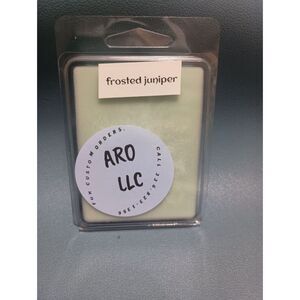 frosted juniper
FOR CUSTOM ORDERS,
ARO
LLC
CALL